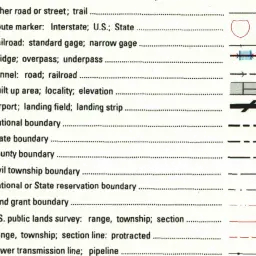 her road or street; trail
ute marker: Interstate; U.S.; State
ilroad: standard gage; narrow gage
idge; overpass; underpass
nnel: road; railroad
ilt up area; locality; elevation
rport; landing field; landing strip
tional boundary
ate boundary
unty boundary
vil township boundary
tional or State reservation boundary
nd grant boundary
S. public lands survey: range, township; section
nge, township; section line: protracted
wer transmission line; pipeline